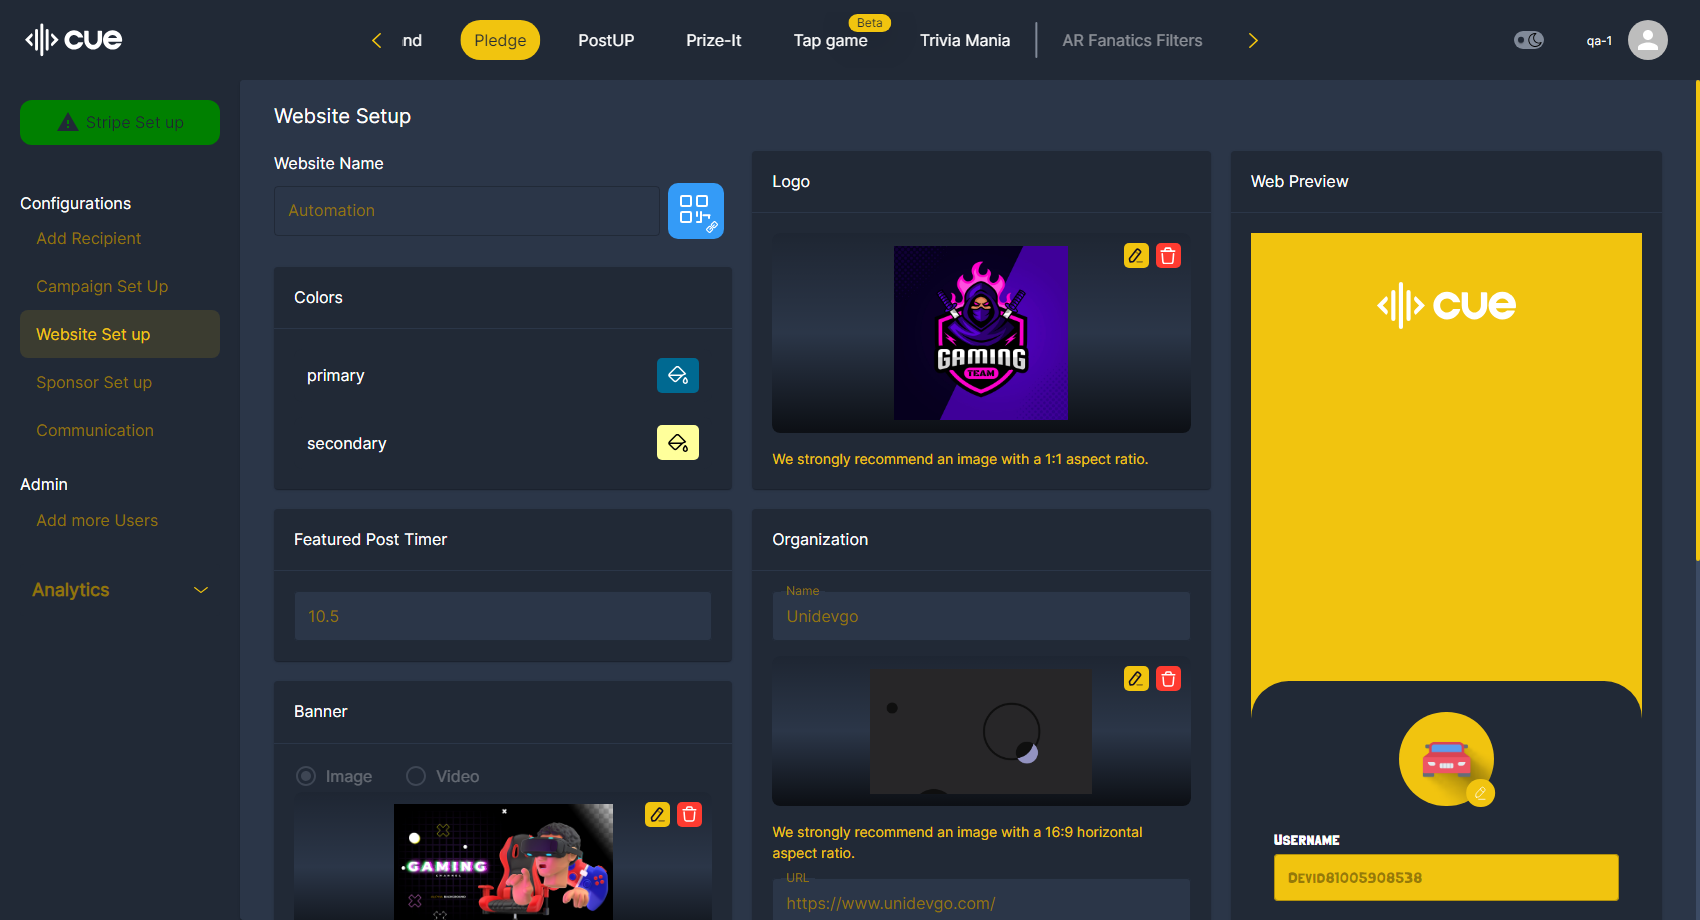 cue
nd
Pledge
PostUP
Prize-It
Beta
Tap game
Trivia Mania
AR Fanatics Filters
qa-1
Stripe Set up
Configurations
Add Recipient
Campaign Set Up
Website Set up
Sponsor Set up
Communication
Admin
Add more Users
Analytics
Website Setup
Website Name
Automation
Colors
primary
secondary
Featured Post Timer
10.5
Banner
Image
Video
GAMING
Logo
GAMING
TEAM
We strongly recommend an image with a 1:1 aspect ratio.
Organization
Name
Unidevgo
We strongly recommend an image with a 16:9 horizontal
aspect ratio.
URL
https://www.unidevgo.com/
Web Preview
cue
Username
Devid81005908538